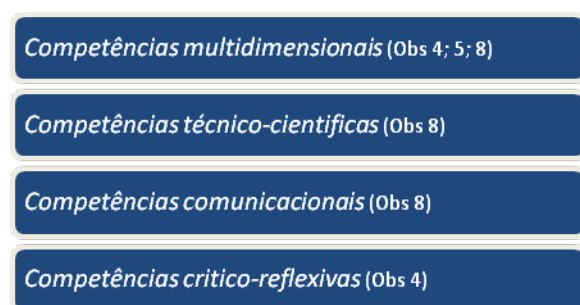 Competências multidimensionais (Obs 4; 5; 8)
Competências técnico-cientificas (Obs 8)
Competências comunicacionais (Obs 8)
Competências critico-reflexivas (Obs 4)